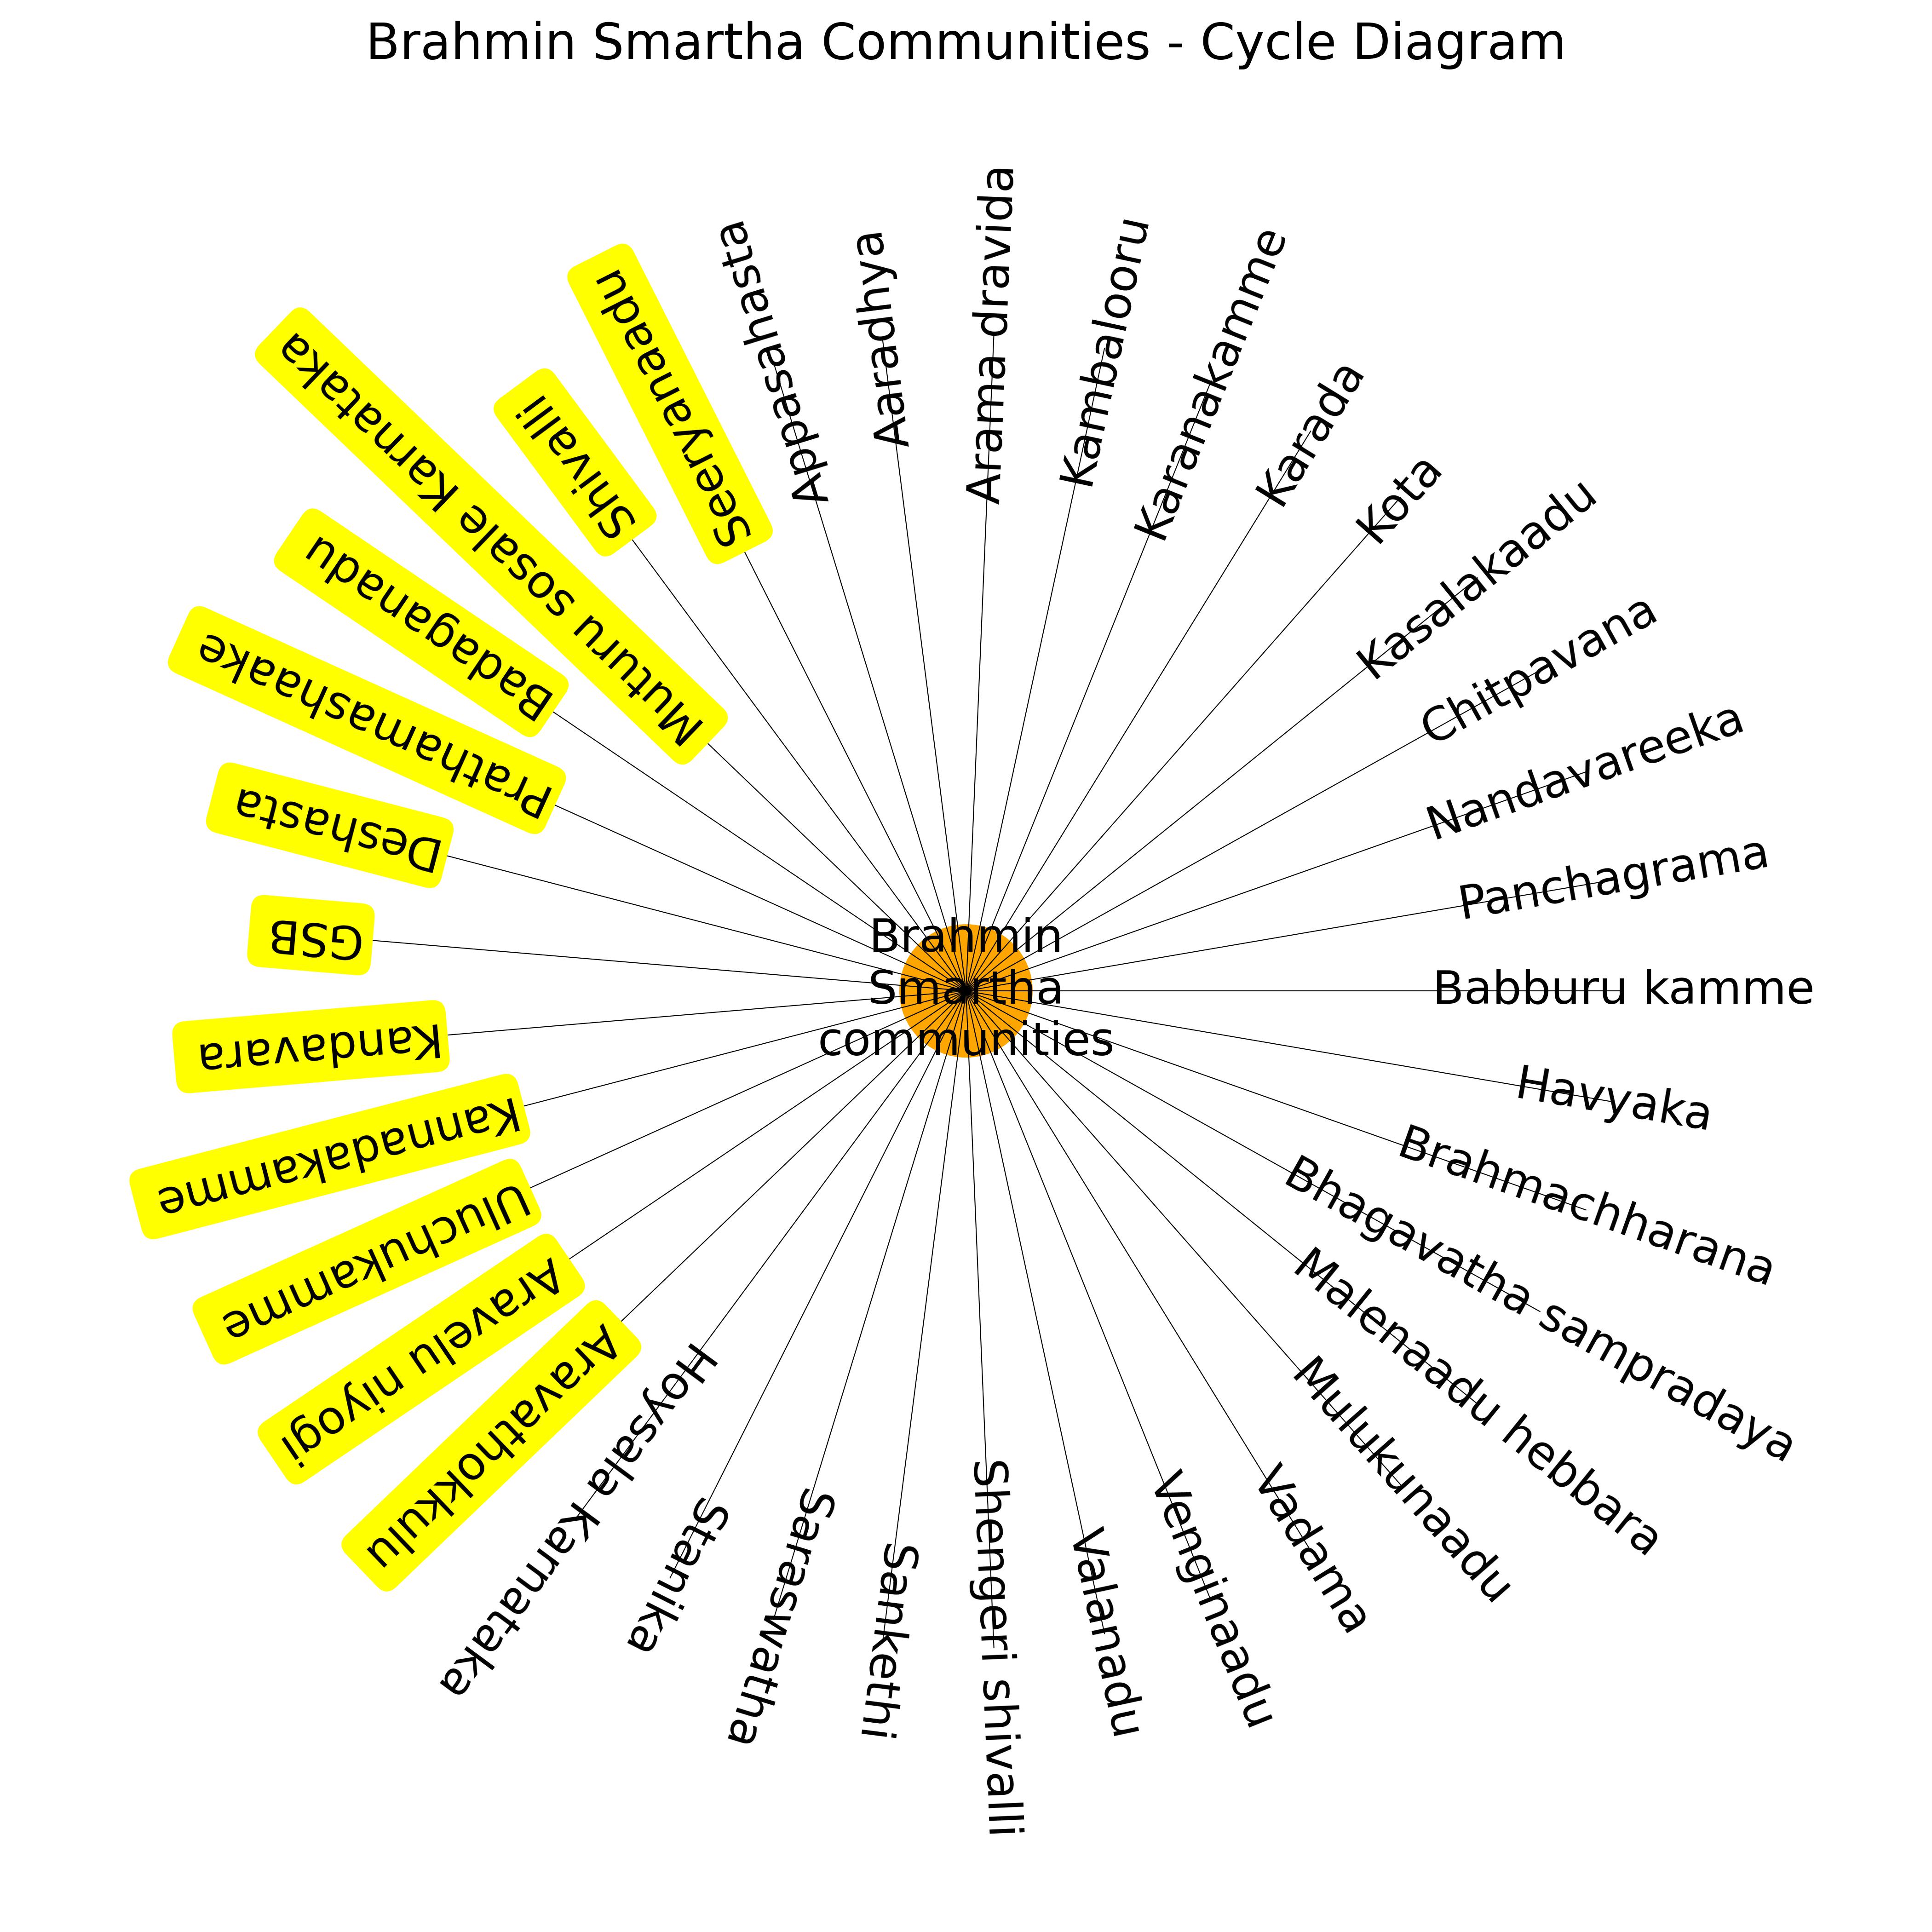 Brahmin Smartha Communities - Cycle Diagram
Brahmin
Smartha
communities
Babburu kamme
Panchagrama
Nandavareeka
Chitpavana
Kasalakaadu
Kota
Karada
Karanakamme
Kambalooru
Arama dravida
Aaradhya
Appasahasta
Seeryanaadu
Shivalli
Muturu sosale Karnataka
Badaganadu
Prathamashaake
Deshasta
GSB
Kandavara
Kannadakamme
Uluchukamme
Aravelu niyogi
Aravathokkulu
Hoysala Karnataka
Stanika
Saraswatha
Sankethi
Shengeri shivalli
Valanadu
Venginaadu
Vadama
Mulukunaadu
Malenaadu hebbara
Bhagavatha sampradaya
Brahmachharana
Havyaka